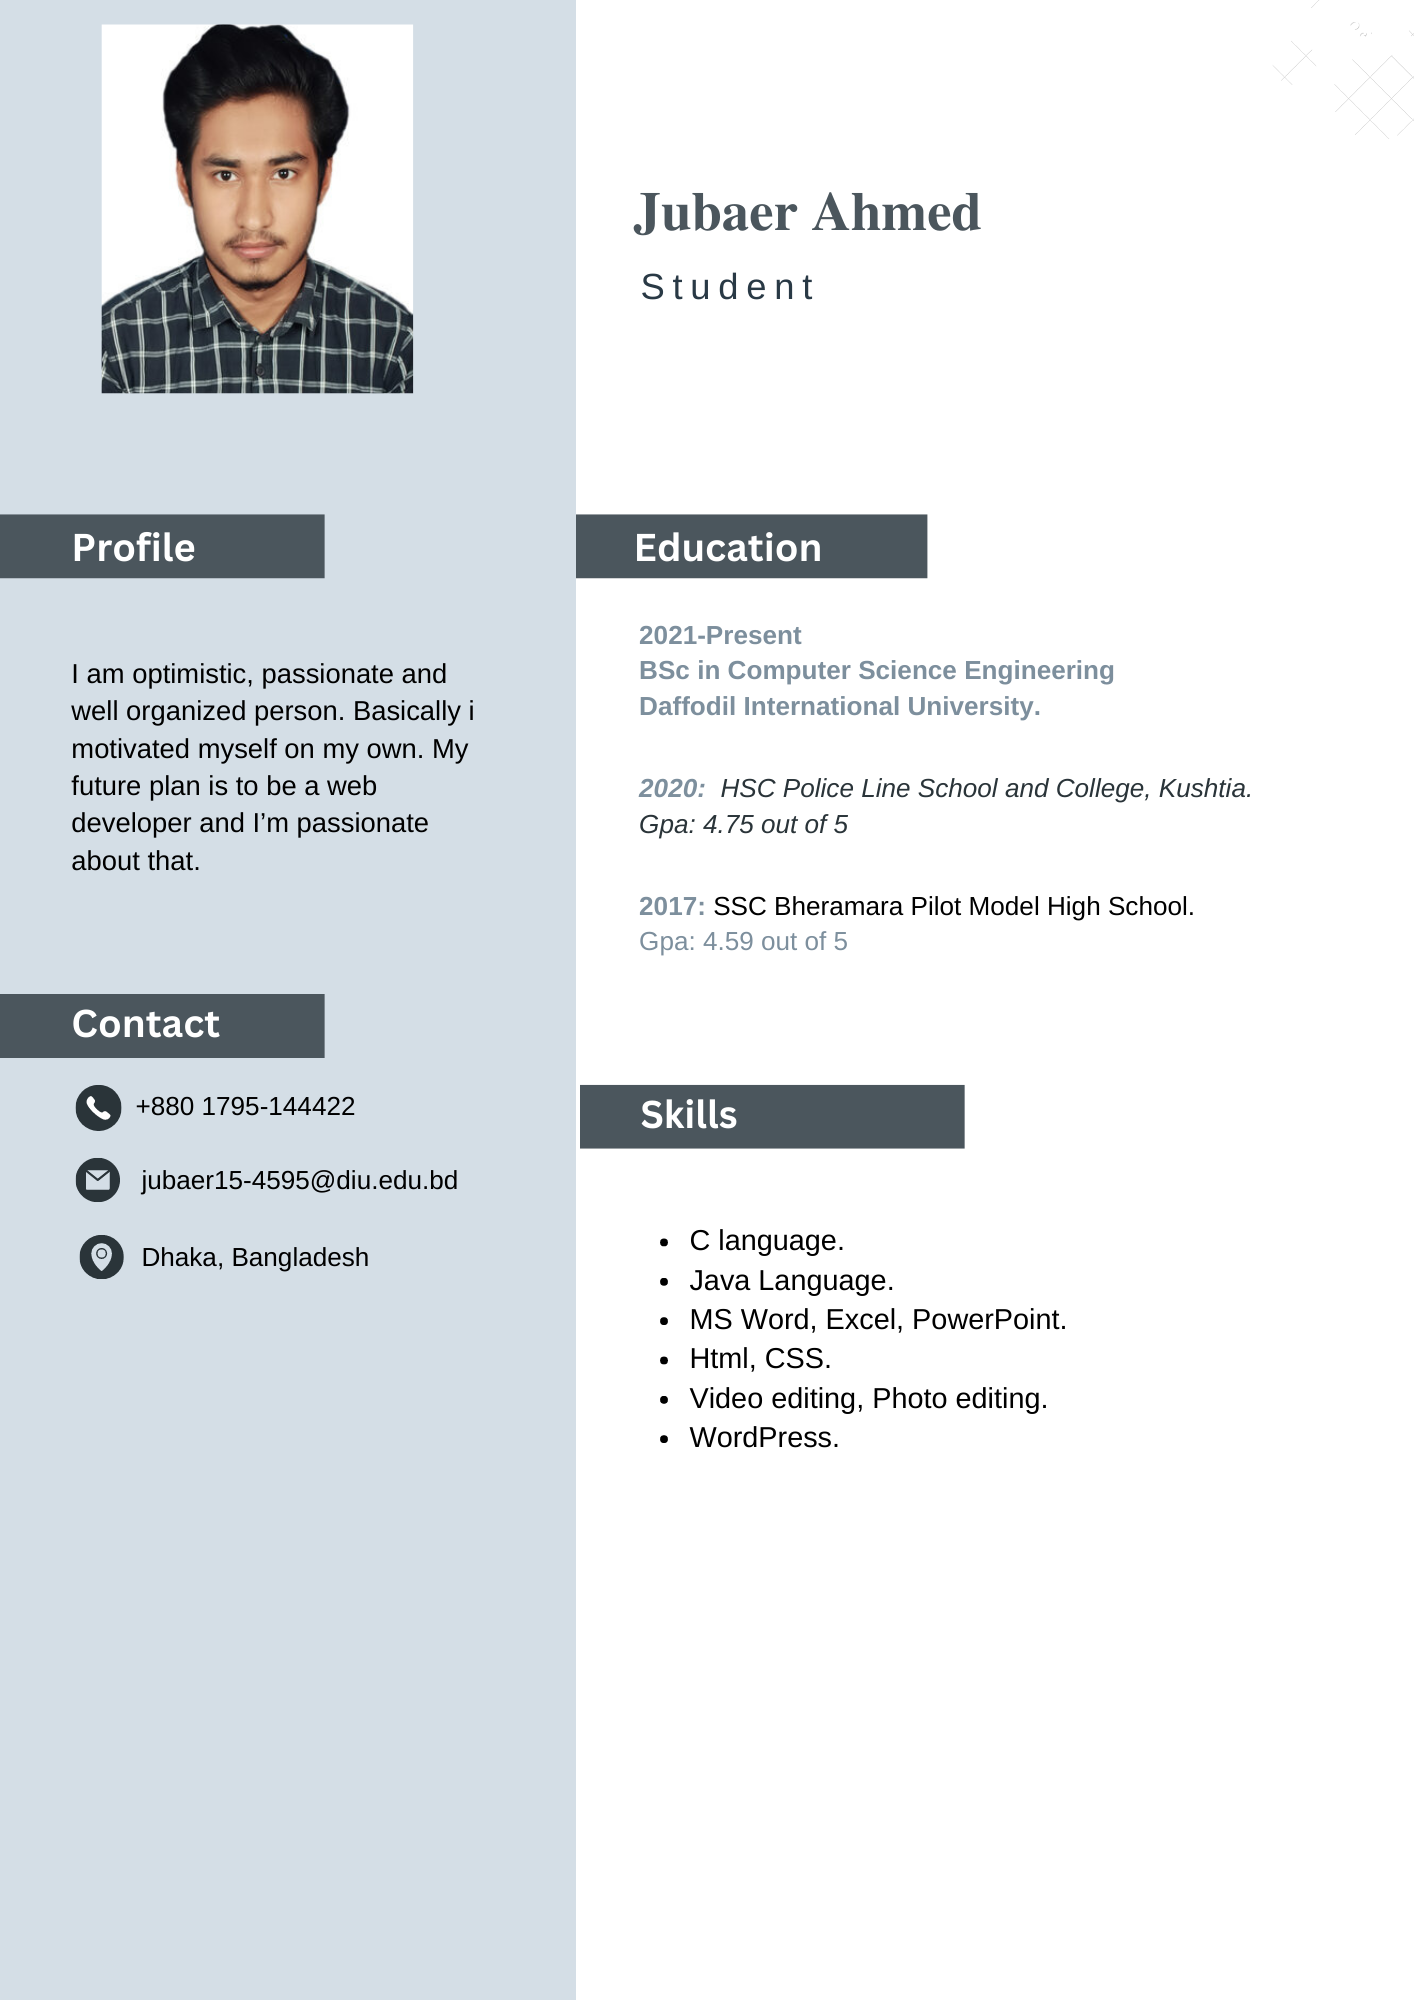 Jubaer Ahmed
Student
Profile
I am optimistic, passionate and
well organized person. Basically i
motivated myself on my own. My
future plan is to be a web
developer and I’m passionate
about that.
Contact
+880 1795-144422
jubaer15-4595@diu.edu.bd
Dhaka, Bangladesh
Education
2021-Present
BSc in Computer Science Engineering
Daffodil International University.
2020: HSC Police Line School and College, Kushtia.
Gpa: 4.75 out of 5
2017: SSC Bheramara Pilot Model High School.
Gpa: 4.59 out of 5
Skills
• C language.
• Java Language.
• MS Word, Excel, PowerPoint.
• Html, CSS.
• Video editing, Photo editing.
• WordPress.